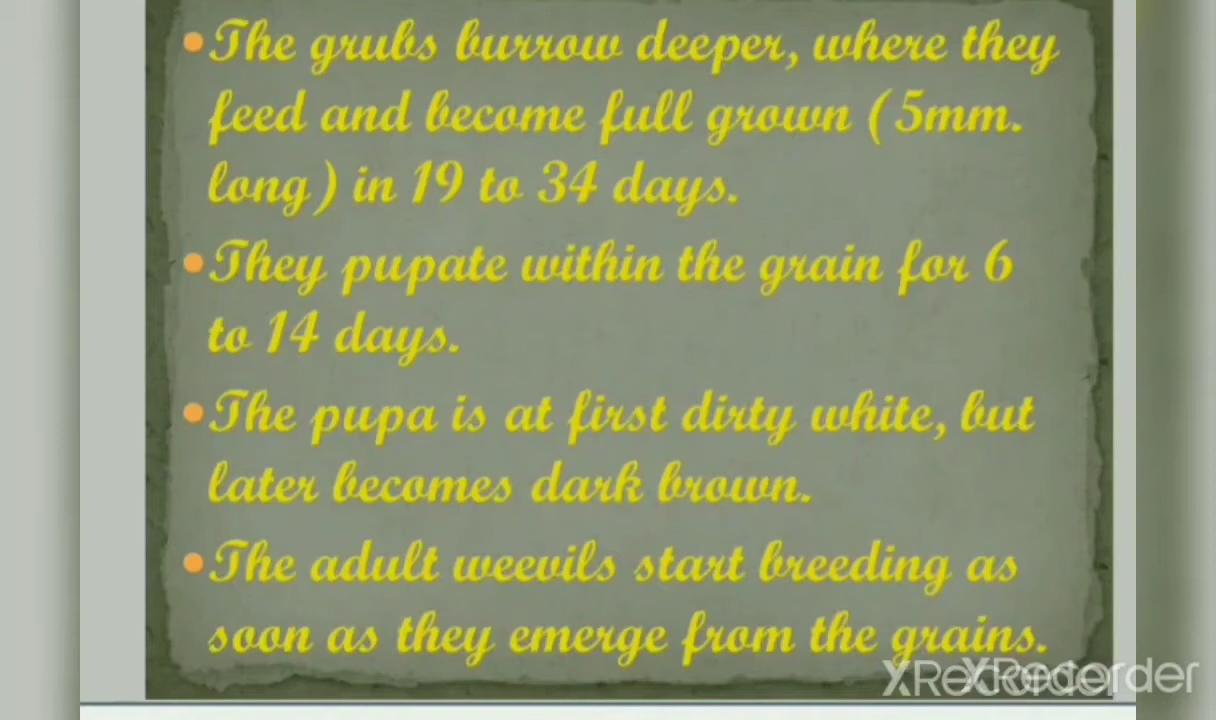 • The grubs burrow deeper, where they
feed and become full grown (5mm.
long) in 19 to 34 days.
• They pupate within the grain for 6
to 14 days.
• The pupa is at first dirty white, but
later becomes dark brown.
• The adult weevils start breeding as
soon as they emerge from the grains.
XRecorder